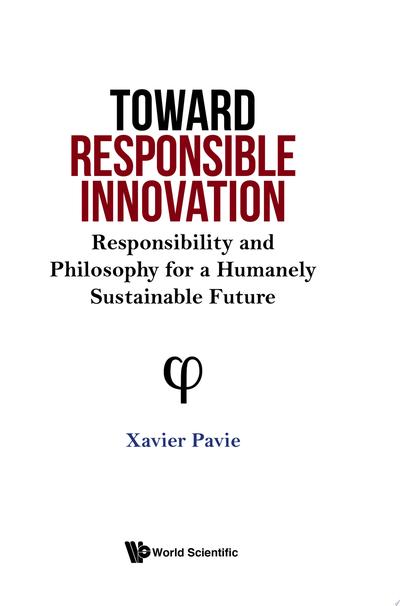 TOWARD
RESPONSIBLE
INNOVATION
Responsibility and
Philosophy for a Humanely
Sustainable Future
φ
Xavier Pavie
World Scientific